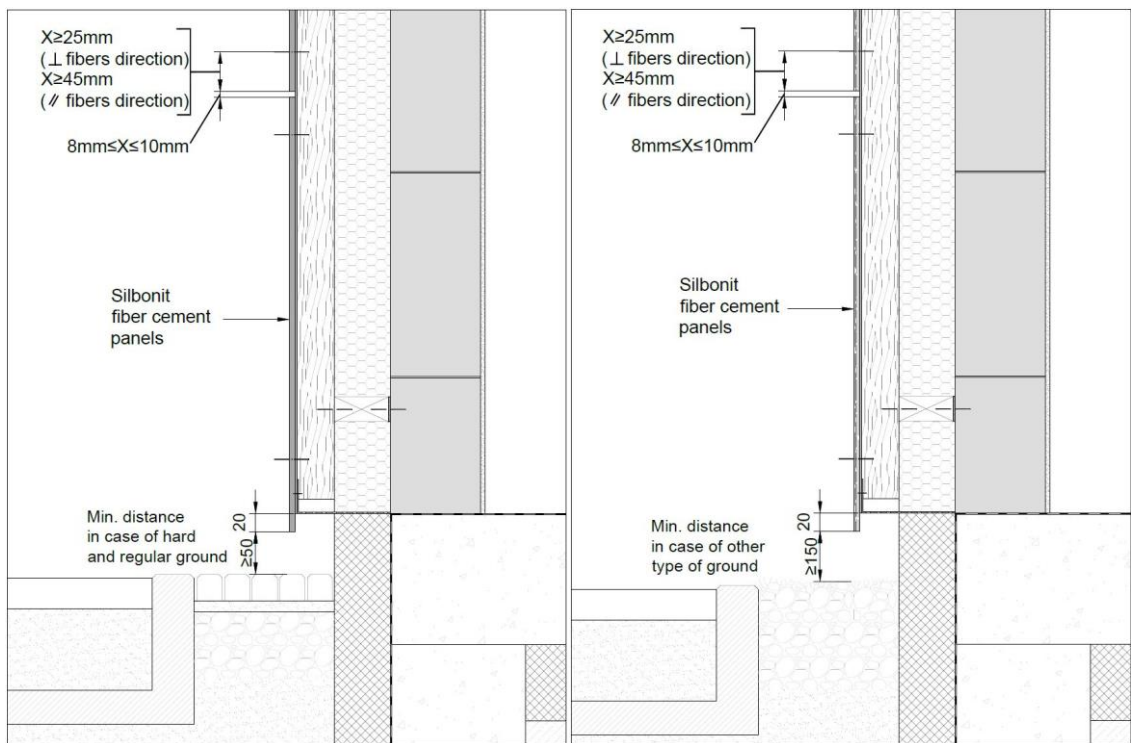 X≥25mm
(⊥ fibers direction)
X≥45mm
(⫽ fibers direction)
8mm≤X≤10mm
Silbonit
fiber cement
panels
Min. distance
in case of hard
and regular ground
20
≥50
X≥25mm
(⊥ fibers direction)
X≥45mm
(⫽ fibers direction)
8mm≤X≤10mm
Silbonit
fiber cement
panels
Min. distance
in case of other
type of ground
20
≥150